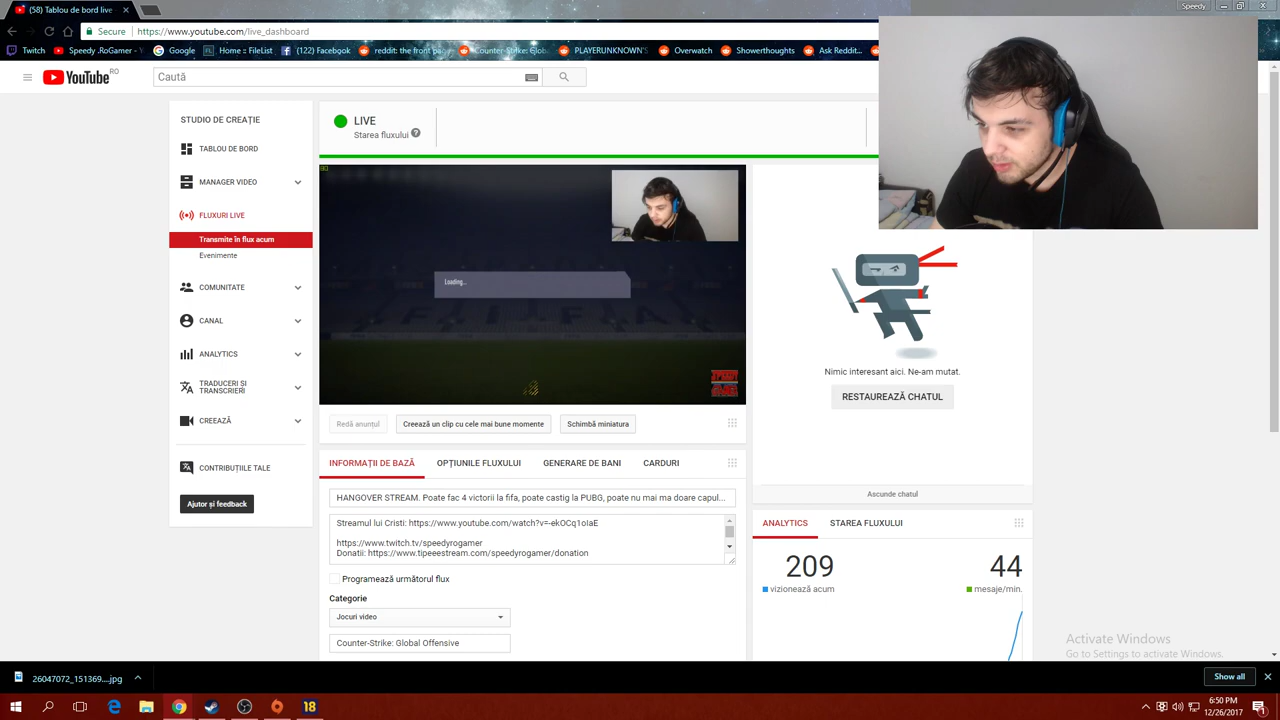 (58) Tablou de bord live -
Speedy
Secure
https://www.youtube.com/live_dashboard
Twitch
Speedy .RoGamer -
Google
Home :: FileList
(122) Facebook
reddit: the front pag
Counter-Strike: Glob
PLAYERUNKNOWN'S
Overwatch
Showerthoughts
Ask Reddit...
YouTube RO
Caută
STUDIO DE CREAȚIE
TABLOU DE BORD
MANAGER VIDEO
FLUXURI LIVE
Transmite în flux acum
Evenimente
COMUNITATE
CANAL
ANALYTICS
TRADUCERI ȘI
TRANSCRIERI
CREEAZĂ
CONTRIBUȚIILE TALE
Ajutor și feedback
LIVE
Starea fluxului ?
Loading...
Redă anunțul
Creează un clip cu cele mai bune momente
Schimbă miniatura
INFORMAȚII DE BAZĂ
OPȚIUNILE FLUXULUI
GENERARE DE BANI
CARDURI
HANGOVER STREAM. Poate fac 4 victorii la fifa, poate castig la PUBG, poate nu mai ma doare capul...
Streamul lui Cristi: https://www.youtube.com/watch?v=-ekOCq1oIaE
https://www.twitch.tv/speedyrogamer
Donatii: https://www.tipeeestream.com/speedyrogamer/donation
Programează următorul flux
Categorie
Jocuri video
Counter-Strike: Global Offensive
Nimic interesant aici. Ne-am mutat.
RESTAUREAZĂ CHATUL
Ascunde chatul
ANALYTICS
STAREA FLUXULUI
209
44
vizionează acum
mesaje/min.
Activate Windows
Go to Settings to activate Windows.
26047072_151369....jpg
Show all
18
6:50 PM
12/26/2017